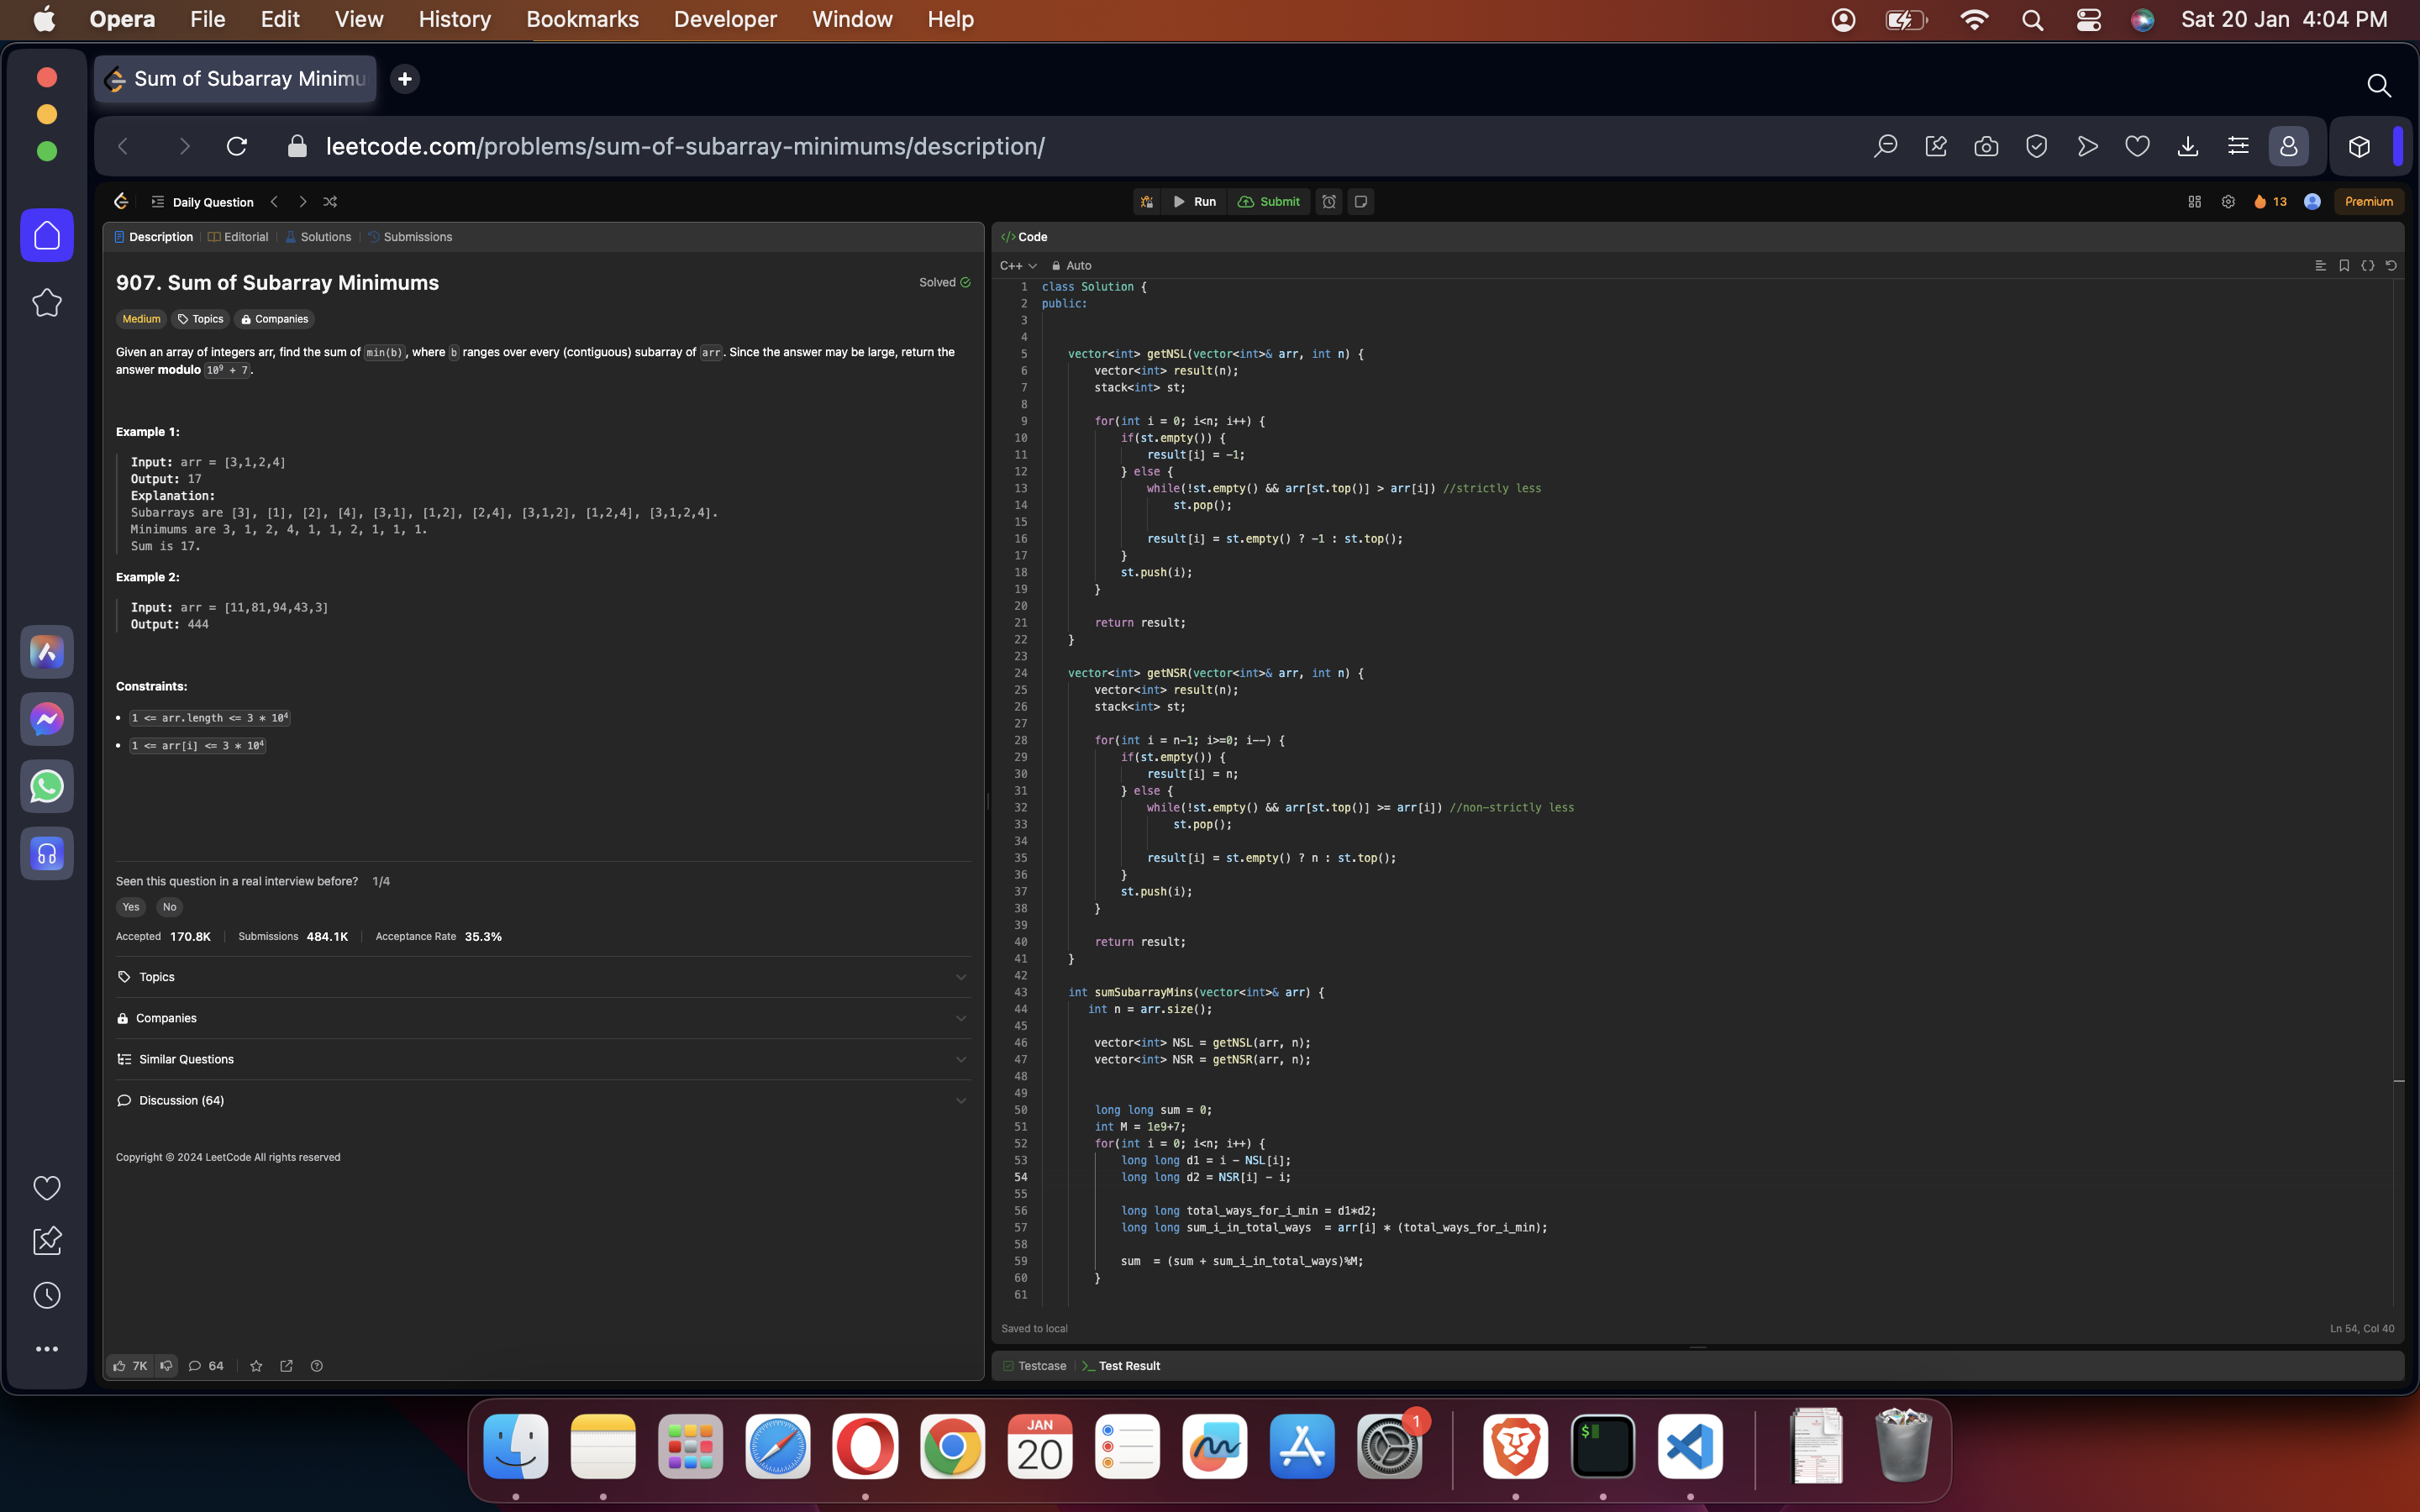 Opera File Edit View History Bookmarks Developer Window Help Sat 20 Jan 4:04 PM
Sum of Subarray Minimu
leetcode.com/problems/sum-of-subarray-minimums/description/
Daily Question Run Submit 13 Premium
Description Editorial Solutions Submissions
907. Sum of Subarray Minimums Solved
Medium Topics Companies
Given an array of integers arr, find the sum of min(b), where b ranges over every (contiguous) subarray of arr. Since the answer may be large, return the
answer modulo 10⁹ + 7.
Example 1:
Input: arr = [3,1,2,4]
Output: 17
Explanation:
Subarrays are [3], [1], [2], [4], [3,1], [1,2], [2,4], [3,1,2], [1,2,4], [3,1,2,4].
Minimums are 3, 1, 2, 4, 1, 1, 2, 1, 1, 1.
Sum is 17.
Example 2:
Input: arr = [11,81,94,43,3]
Output: 444
Constraints:
• 1 <= arr.length <= 3 * 10⁴
• 1 <= arr[i] <= 3 * 10⁴
Seen this question in a real interview before? 1/4
Yes No
Accepted 170.8K Submissions 484.1K Acceptance Rate 35.3%
Topics
Companies
Similar Questions
Discussion (64)
Copyright © 2024 LeetCode All rights reserved
7K 64
</> Code
C++ Auto
1 class Solution {
2 public:
3
4
5 vector<int> getNSL(vector<int>& arr, int n) {
6 vector<int> result(n);
7 stack<int> st;
8
9 for(int i = 0; i<n; i++) {
10 if(st.empty()) {
11 result[i] = -1;
12 } else {
13 while(!st.empty() && arr[st.top()] > arr[i]) //strictly less
14 st.pop();
15
16 result[i] = st.empty() ? -1 : st.top();
17 }
18 st.push(i);
19 }
20
21 return result;
22 }
23
24 vector<int> getNSR(vector<int>& arr, int n) {
25 vector<int> result(n);
26 stack<int> st;
27
28 for(int i = n-1; i>=0; i--) {
29 if(st.empty()) {
30 result[i] = n;
31 } else {
32 while(!st.empty() && arr[st.top()] >= arr[i]) //non-strictly less
33 st.pop();
34
35 result[i] = st.empty() ? n : st.top();
36 }
37 st.push(i);
38 }
39
40 return result;
41 }
42
43 int sumSubarrayMins(vector<int>& arr) {
44 int n = arr.size();
45
46 vector<int> NSL = getNSL(arr, n);
47 vector<int> NSR = getNSR(arr, n);
48
49
50 long long sum = 0;
51 int M = 1e9+7;
52 for(int i = 0; i<n; i++) {
53 long long d1 = i - NSL[i];
54 long long d2 = NSR[i] - i;
55
56 long long total_ways_for_i_min = d1*d2;
57 long long sum_i_in_total_ways = arr[i] * (total_ways_for_i_min);
58
59 sum = (sum + sum_i_in_total_ways)%M;
60 }
61
Saved to local Ln 54, Col 40
Testcase >_ Test Result
JAN
20
1
$